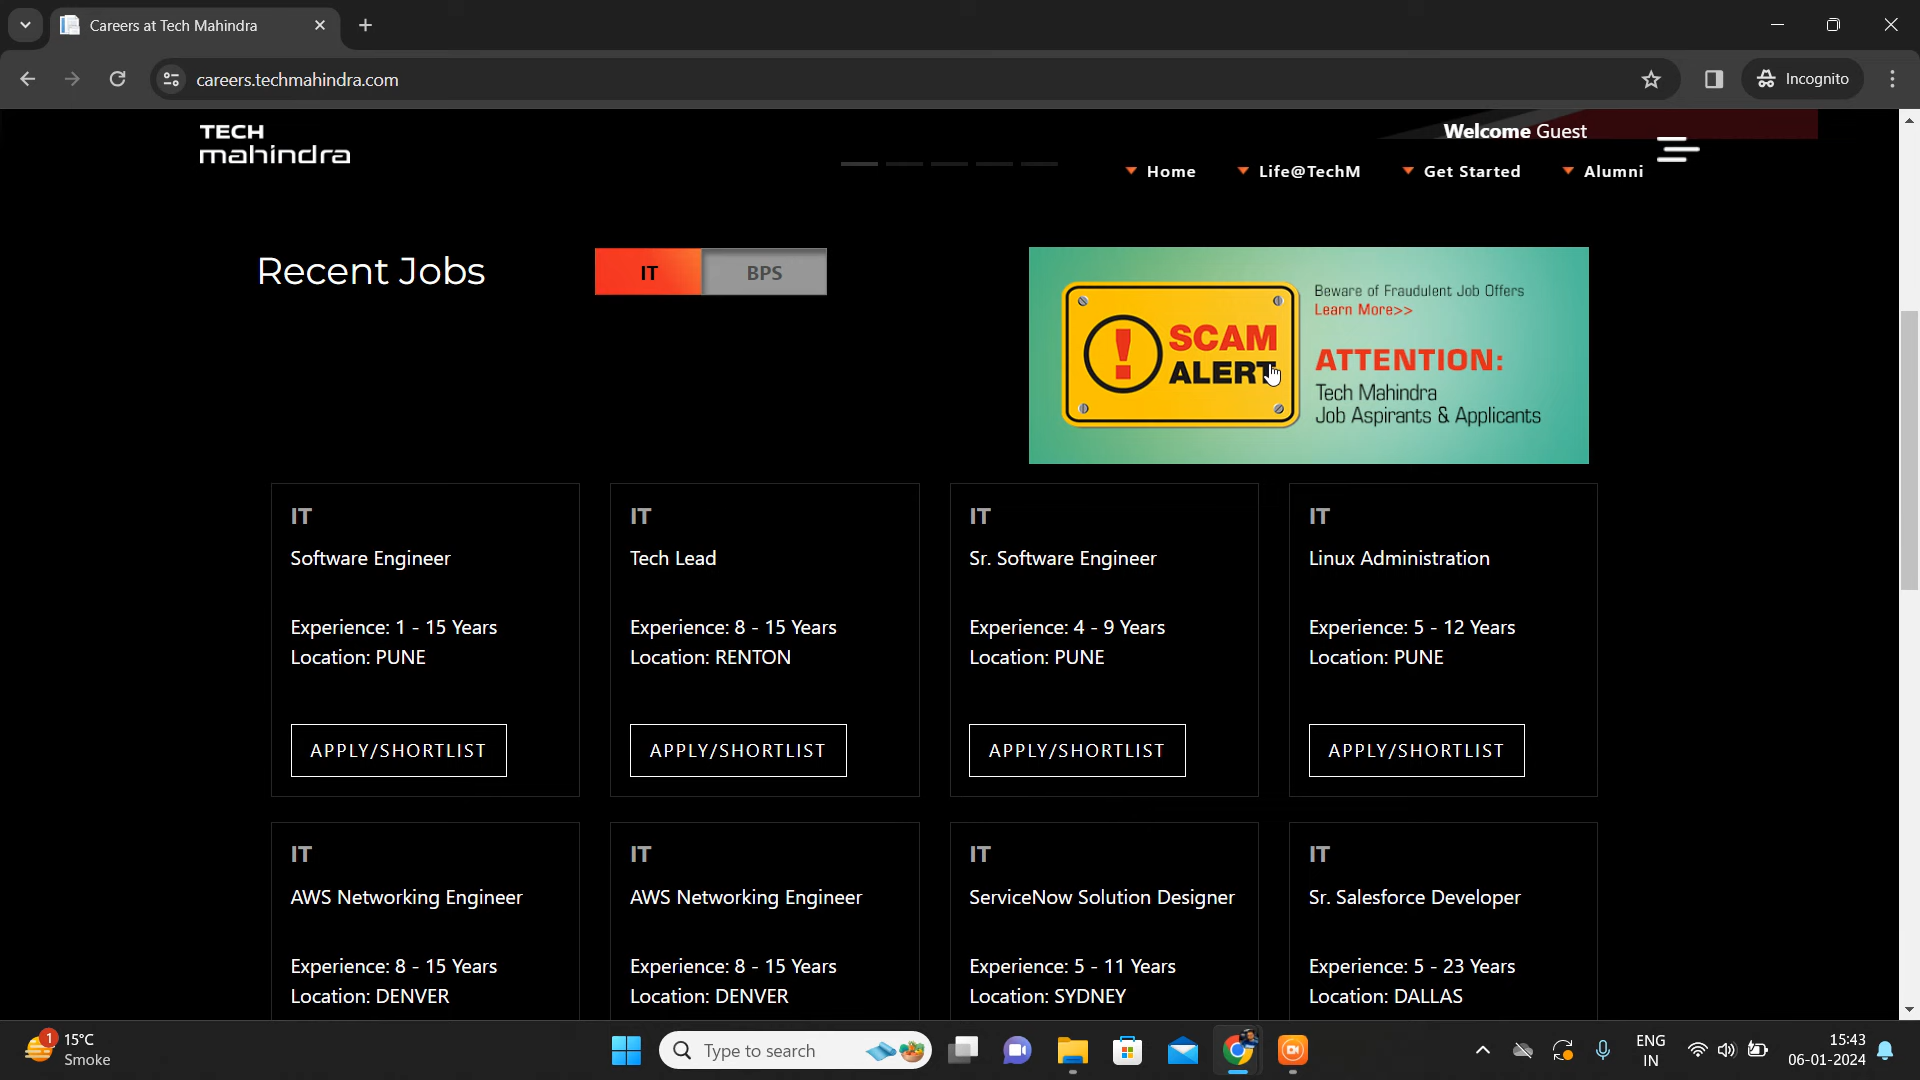 Careers at Tech Mahindra
careers.techmahindra.com
Incognito
TECH
mahindra
Welcome Guest
Home
Life@TechM
Get Started
Alumni
Recent Jobs
IT
BPS
SCAM
ALERT
Beware of Fraudulent Job Offers
Learn More>>
ATTENTION:
Tech Mahindra
Job Aspirants & Applicants
IT
Software Engineer
Experience: 1 - 15 Years
Location: PUNE
APPLY/SHORTLIST
IT
Tech Lead
Experience: 8 - 15 Years
Location: RENTON
APPLY/SHORTLIST
IT
Sr. Software Engineer
Experience: 4 - 9 Years
Location: PUNE
APPLY/SHORTLIST
IT
Linux Administration
Experience: 5 - 12 Years
Location: PUNE
APPLY/SHORTLIST
IT
AWS Networking Engineer
Experience: 8 - 15 Years
Location: DENVER
IT
AWS Networking Engineer
Experience: 8 - 15 Years
Location: DENVER
IT
ServiceNow Solution Designer
Experience: 5 - 11 Years
Location: SYDNEY
IT
Sr. Salesforce Developer
Experience: 5 - 23 Years
Location: DALLAS
1
15°C
Smoke
Type to search
ENG
IN
15:43
06-01-2024